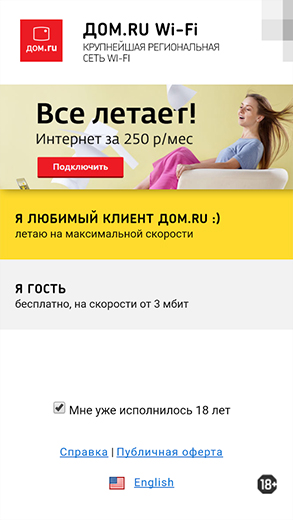 ДОМ.RU
ДОМ.RU Wi-Fi
КРУПНЕЙШАЯ РЕГИОНАЛЬНАЯ
СЕТЬ WI-FI
Все летает!
Интернет за 250 р/мес
Подключить
Я ЛЮБИМЫЙ КЛИЕНТ ДОМ.RU :)
летаю на максимальной скорости
Я ГОСТЬ
бесплатно, на скорости от 3 мбит
Мне уже исполнилось 18 лет
Справка | Публичная оферта
English
18+